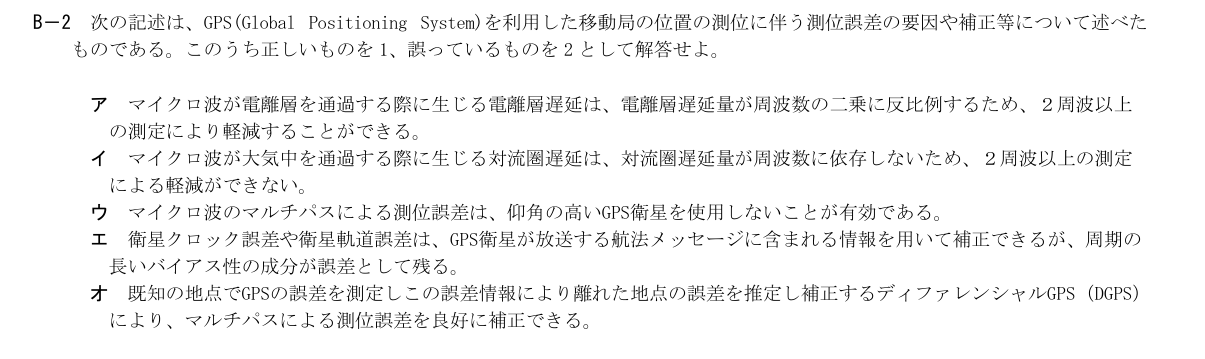 B－2　次の記述は、GPS(Global Positioning System)を利用した移動局の位置の測位に伴う測位誤差の要因や補正等について述べた
ものである。このうち正しいものを 1、誤っているものを 2 として解答せよ。
ア　マイクロ波が電離層を通過する際に生じる電離層遅延は、電離層遅延量が周波数の二乗に反比例するため、２周波以上
の測定により軽減することができる。
イ　マイクロ波が大気中を通過する際に生じる対流圏遅延は、対流圏遅延量が周波数に依存しないため、２周波以上の測定
による軽減ができない。
ウ　マイクロ波のマルチパスによる測位誤差は、仰角の高いGPS衛星を使用しないことが有効である。
エ　衛星クロック誤差や衛星軌道誤差は、GPS衛星が放送する航法メッセージに含まれる情報を用いて補正できるが、周期の
長いバイアス性の成分が誤差として残る。
オ　既知の地点でGPSの誤差を測定しこの誤差情報により離れた地点の誤差を推定し補正するディファレンシャルGPS (DGPS)
により、マルチパスによる測位誤差を良好に補正できる。